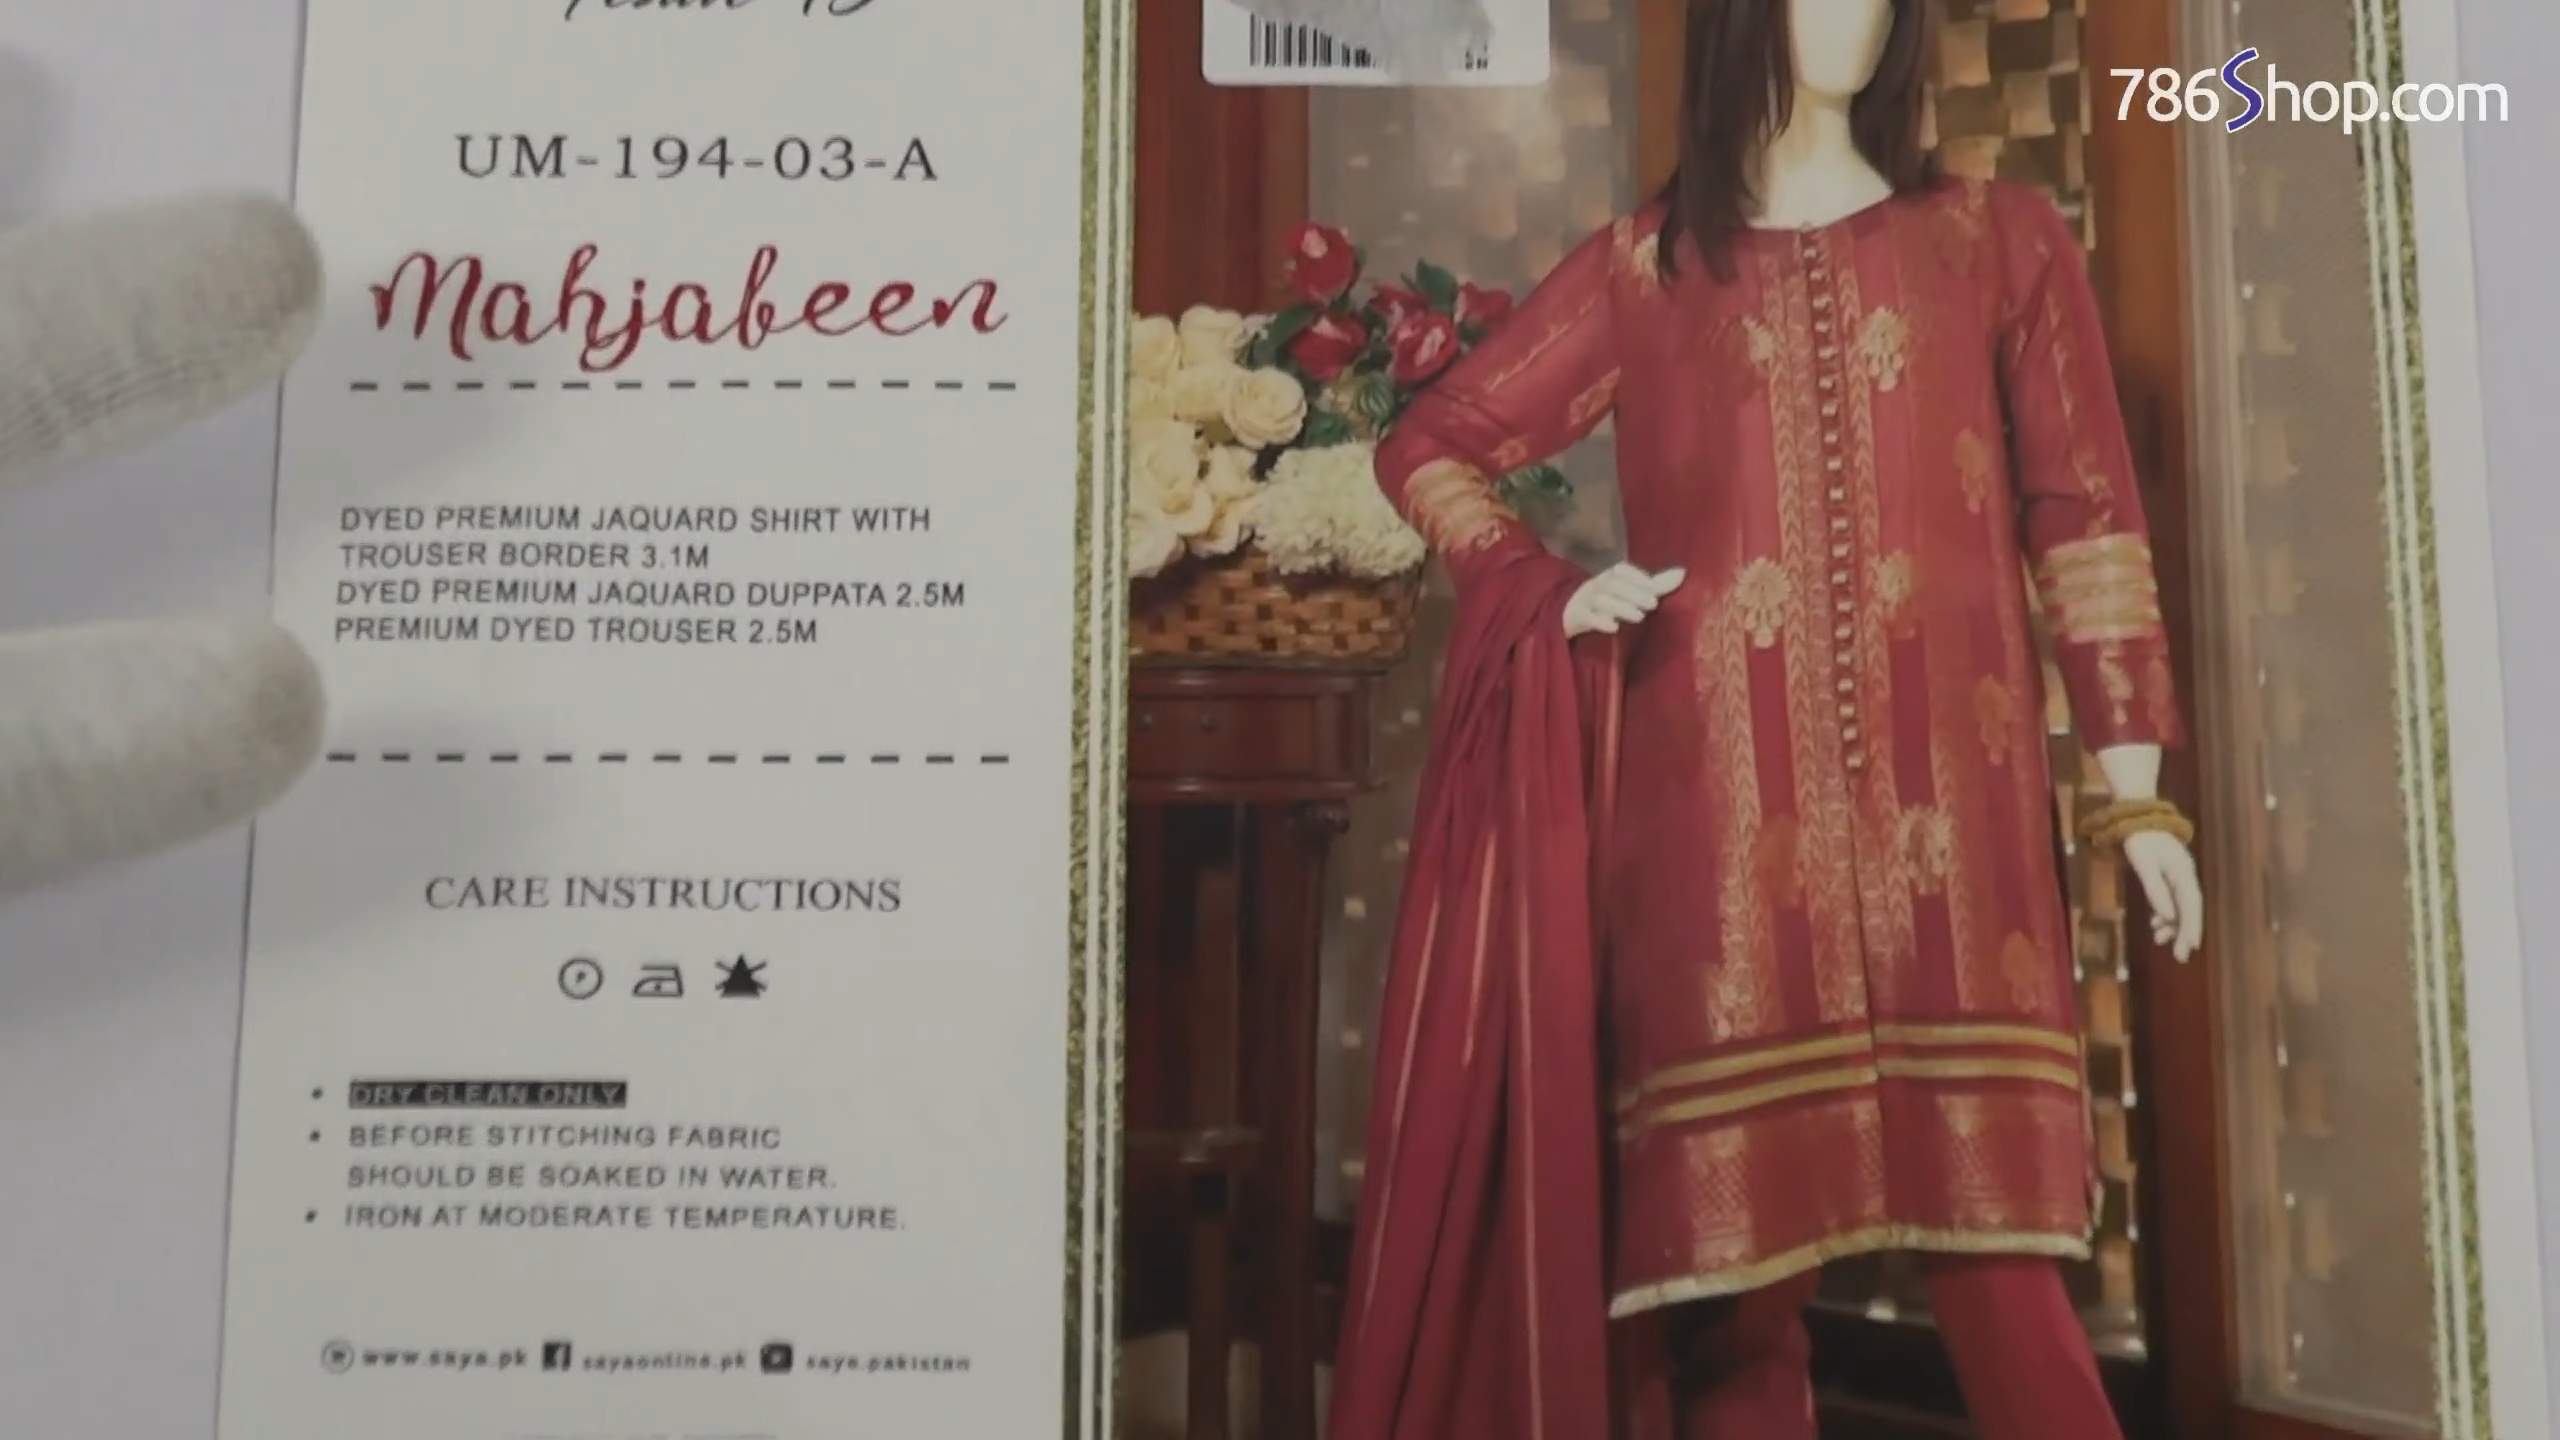 786Shop.com
UM-194-03-A
Mahjabeen
DYED PREMIUM JAQUARD SHIRT WITH
TROUSER BORDER 3.1M
DYED PREMIUM JAQUARD DUPPATA 2.5M
PREMIUM DYED TROUSER 2.5M
CARE INSTRUCTIONS
P
• DRY CLEAN ONLY
• BEFORE STITCHING FABRIC
SHOULD BE SOAKED IN WATER.
• IRON AT MODERATE TEMPERATURE.
www.saya.pk sayaonline.pk saya.pakistan